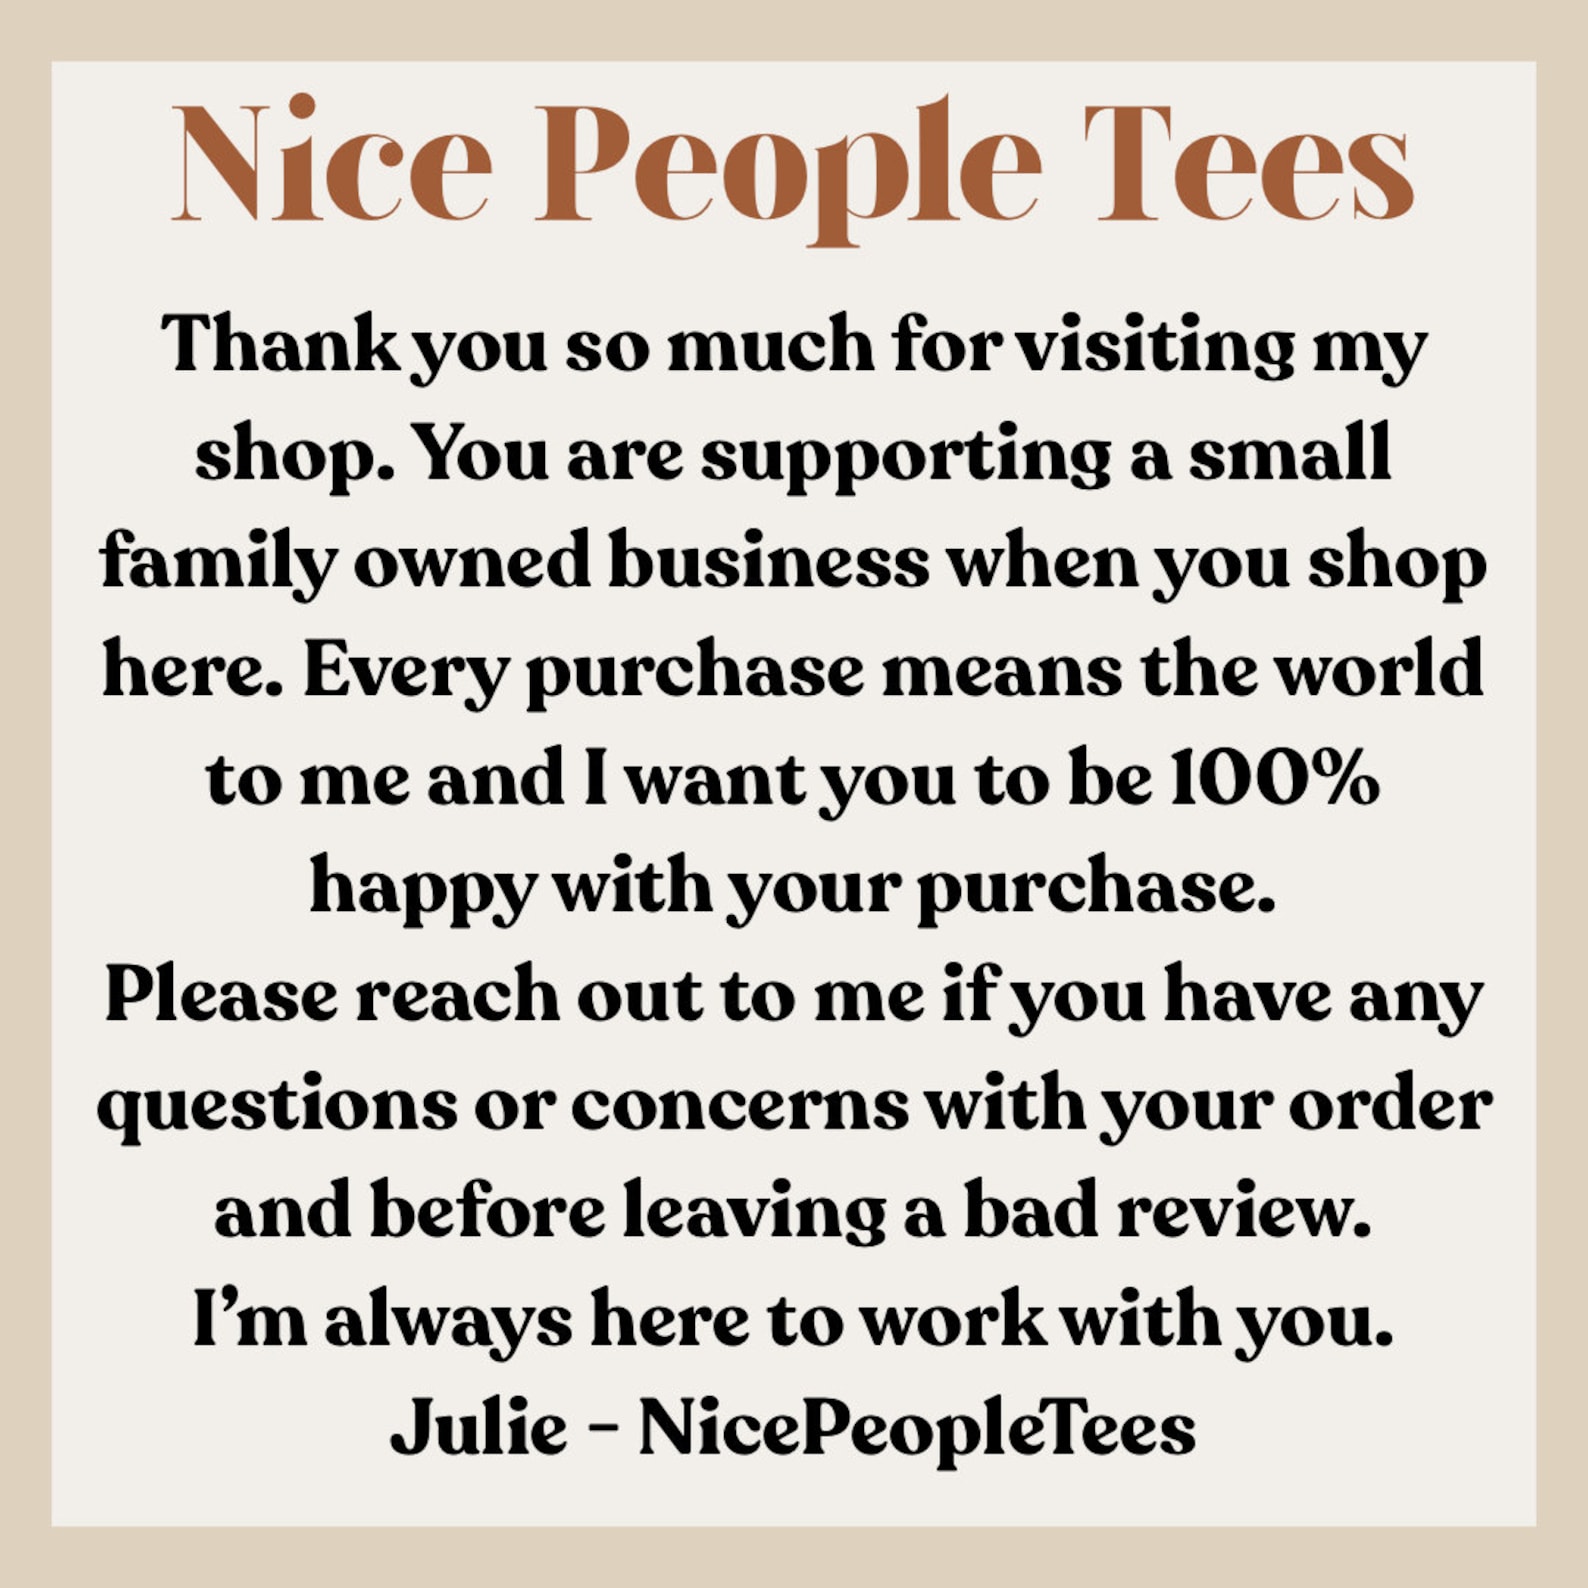 Nice People Tees
Thank you so much for visiting my
shop. You are supporting a small
family owned business when you shop
here. Every purchase means the world
to me and I want you to be 100%
happy with your purchase.
Please reach out to me if you have any
questions or concerns with your order
and before leaving a bad review.
I’m always here to work with you.
Julie - NicePeopleTees